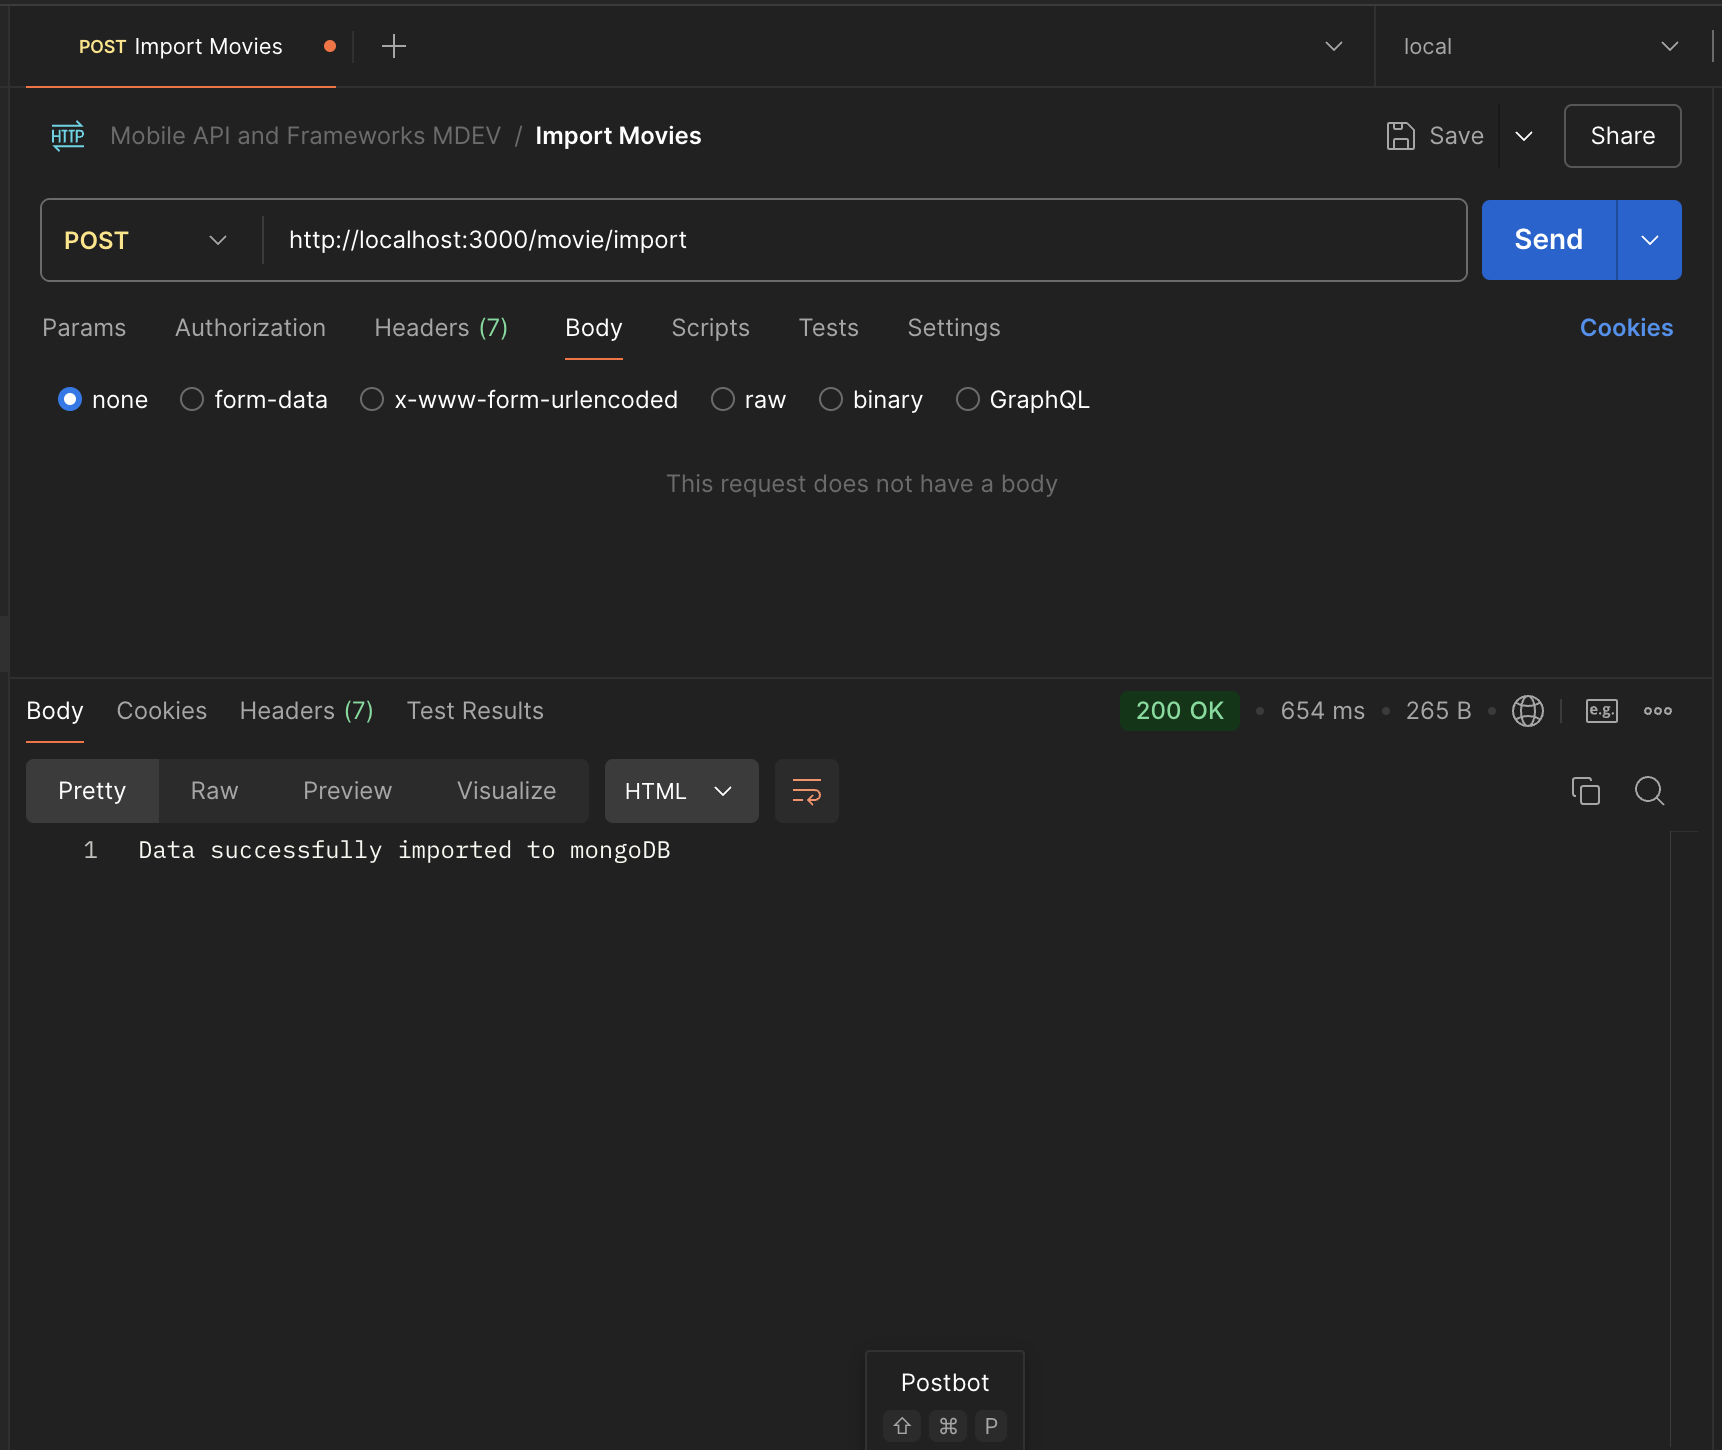 POST Import Movies
local
HTTP Mobile API and Frameworks MDEV / Import Movies
Save
Share
POST
http://localhost:3000/movie/import
Send
Params Authorization Headers (7) Body Scripts Tests Settings Cookies
none form-data x-www-form-urlencoded raw binary GraphQL
This request does not have a body
Body Cookies Headers (7) Test Results 200 OK • 654 ms • 265 B • e.g.
Pretty Raw Preview Visualize HTML
1 Data successfully imported to mongoDB
Postbot
⇧ ⌘ P